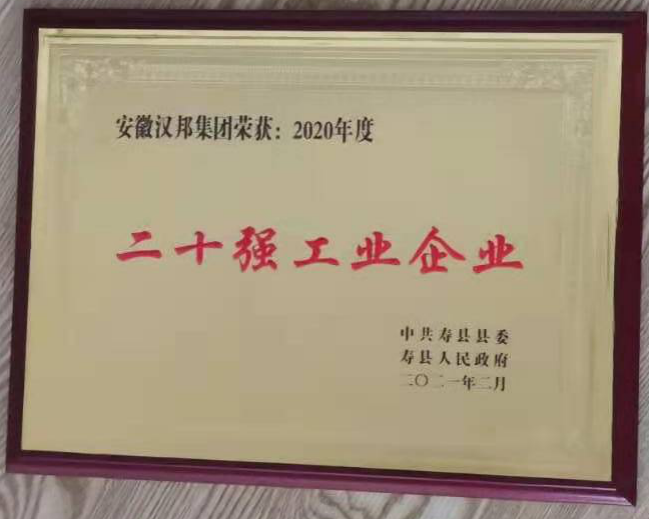 安徽汉邦集团荣获：2020年度
二十强工业企业
中共寿县县委
寿县人民政府
二〇二一年二月